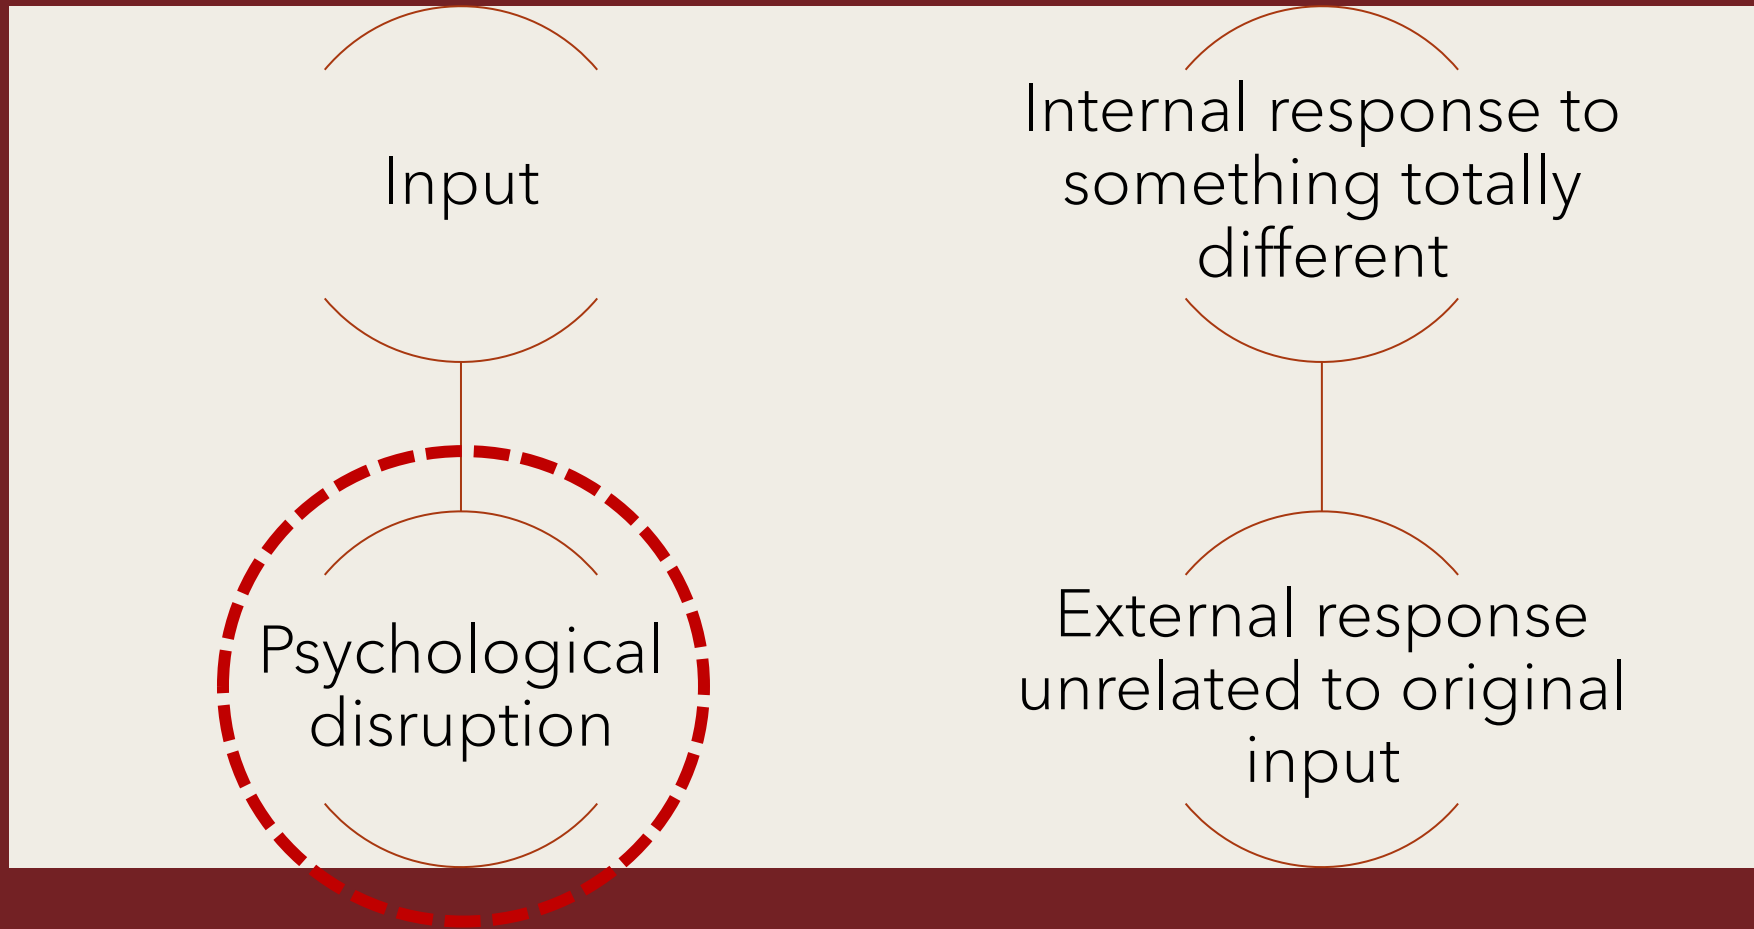 Input
Psychological
disruption
Internal response to
something totally
different
External response
unrelated to original
input